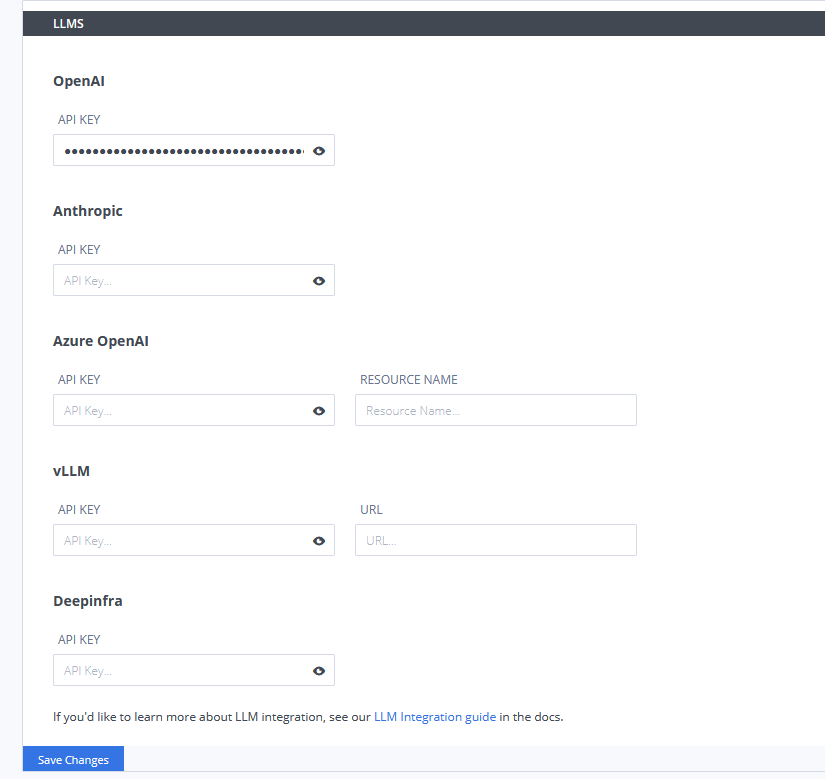 LLMS
OpenAI
API KEY
••••••••••••••••••••••••••••••••••
Anthropic
API KEY
API Key...
Azure OpenAI
API KEY
RESOURCE NAME
API Key...
Resource Name...
vLLM
API KEY
URL
API Key...
URL...
Deepinfra
API KEY
API Key...
If you'd like to learn more about LLM integration, see our LLM Integration guide in the docs.
Save Changes